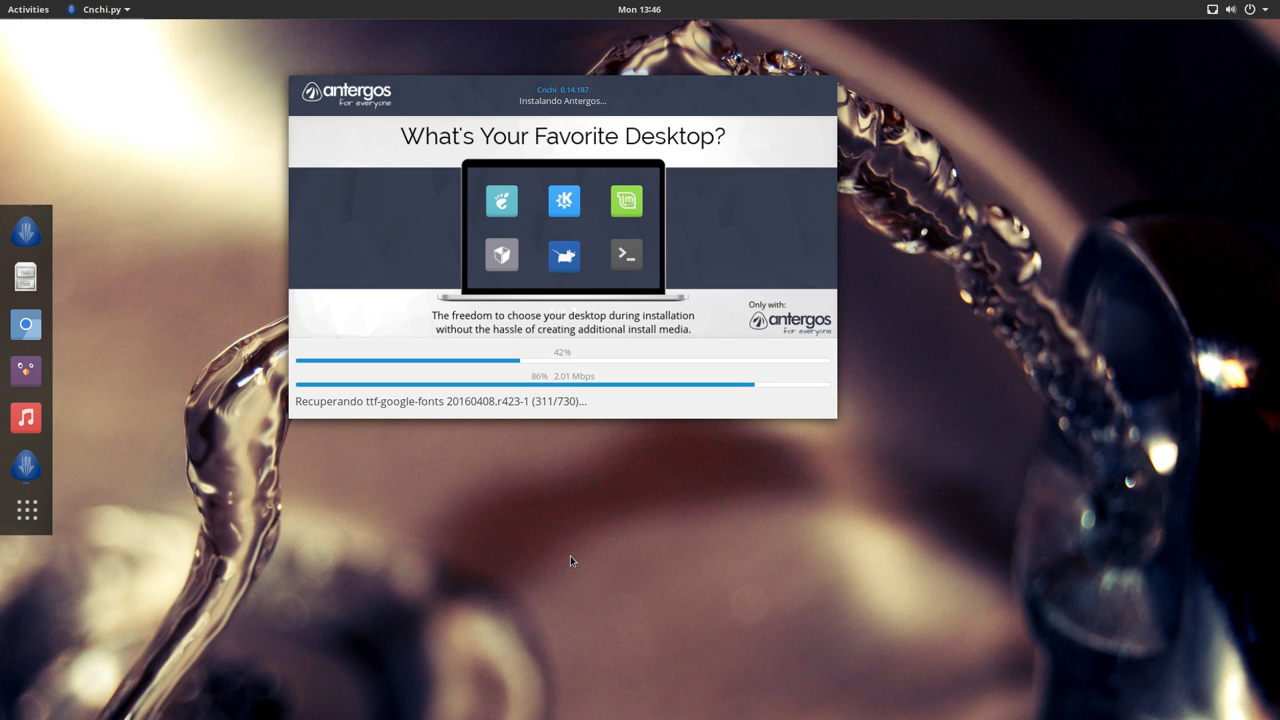 Activities
Cnchi.py
Mon 13:46
antergos
for everyone
Cnchi 0.14.187
Instalando Antergos...
What's Your Favorite Desktop?
The freedom to choose your desktop during installation
without the hassle of creating additional install media.
Only with:
antergos
for everyone
42%
86% 2.01 Mbps
Recuperando ttf-google-fonts 20160408.r423-1 (311/730)...